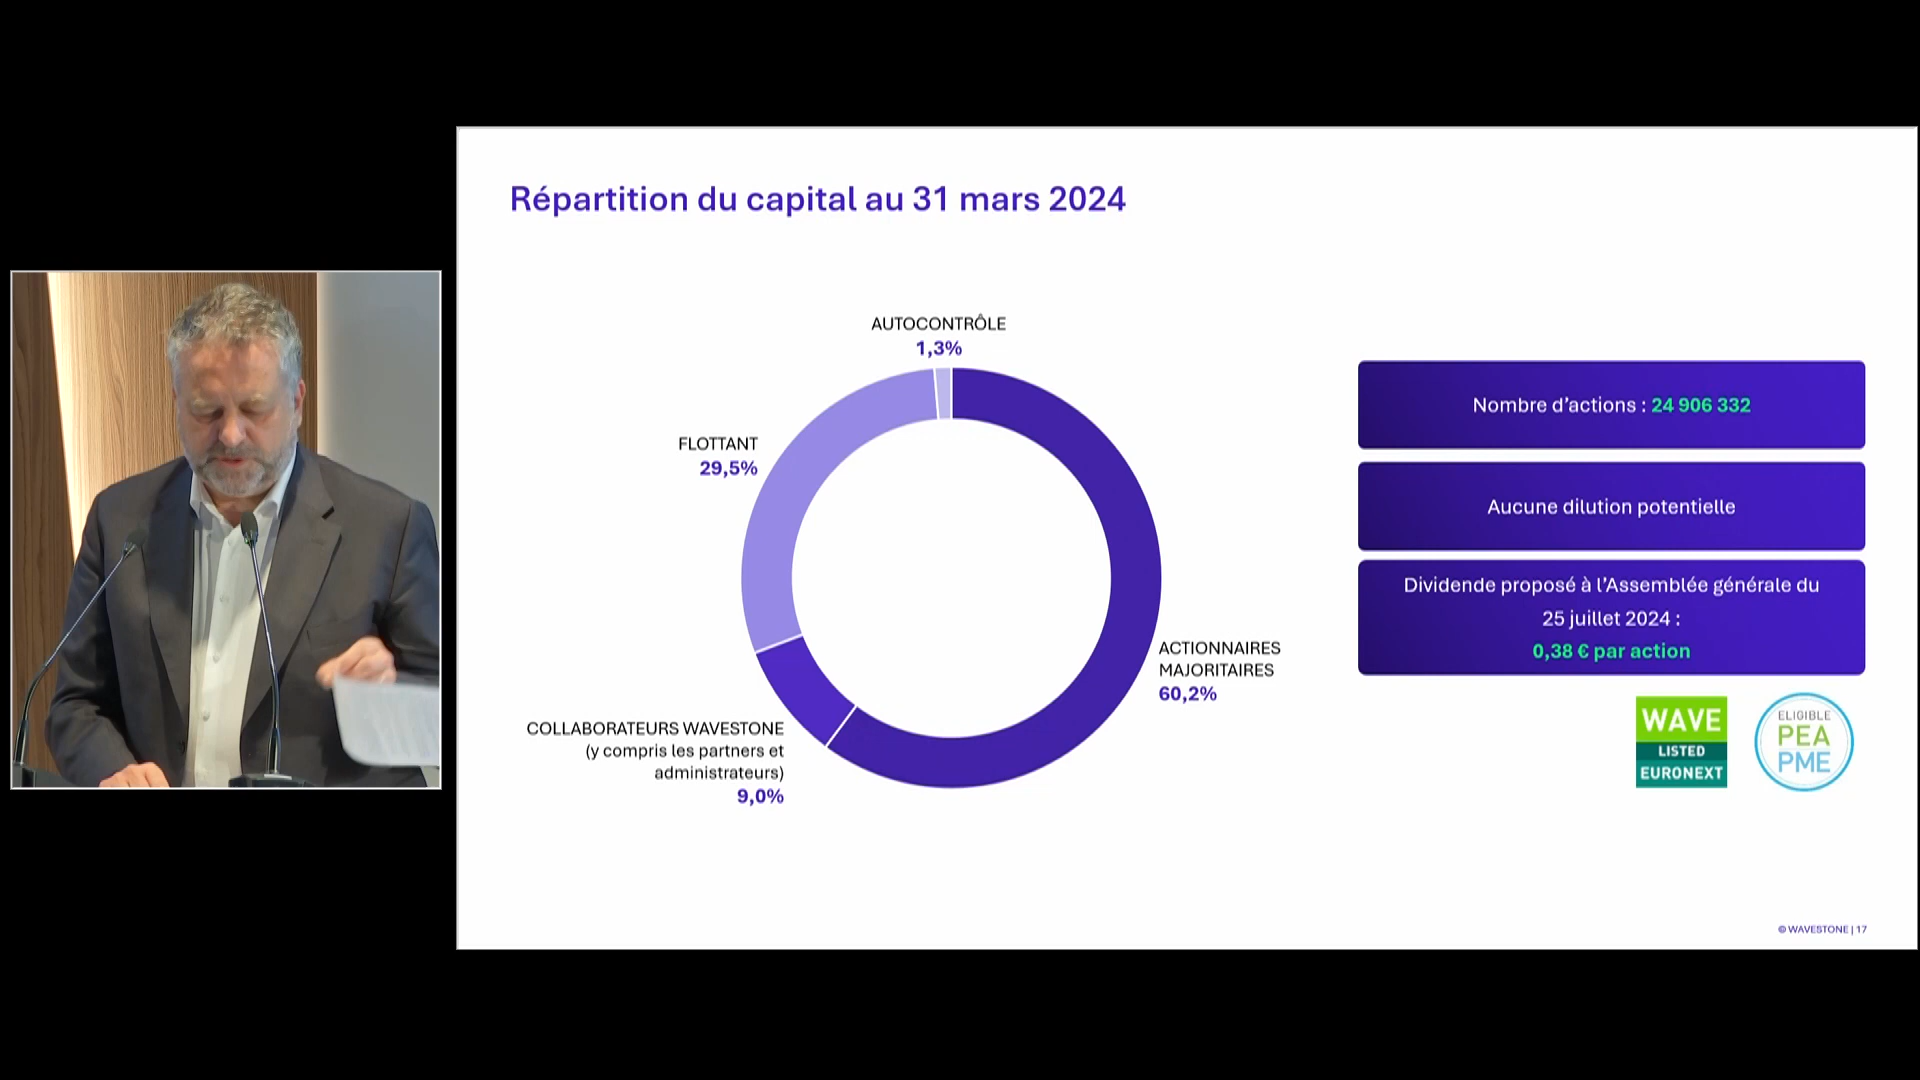 Répartition du capital au 31 mars 2024
AUTOCONTRÔLE
1,3%
FLOTTANT
29,5%
ACTIONNAIRES
MAJORITAIRES
60,2%
COLLABORATEURS WAVESTONE
(y compris les partners et
administrateurs)
9,0%
Nombre d’actions : 24 906 332
Aucune dilution potentielle
Dividende proposé à l’Assemblée générale du
25 juillet 2024 :
0,38 € par action
WAVE
LISTED
EURONEXT
ELIGIBLE
PEA
PME
© WAVESTONE | 17